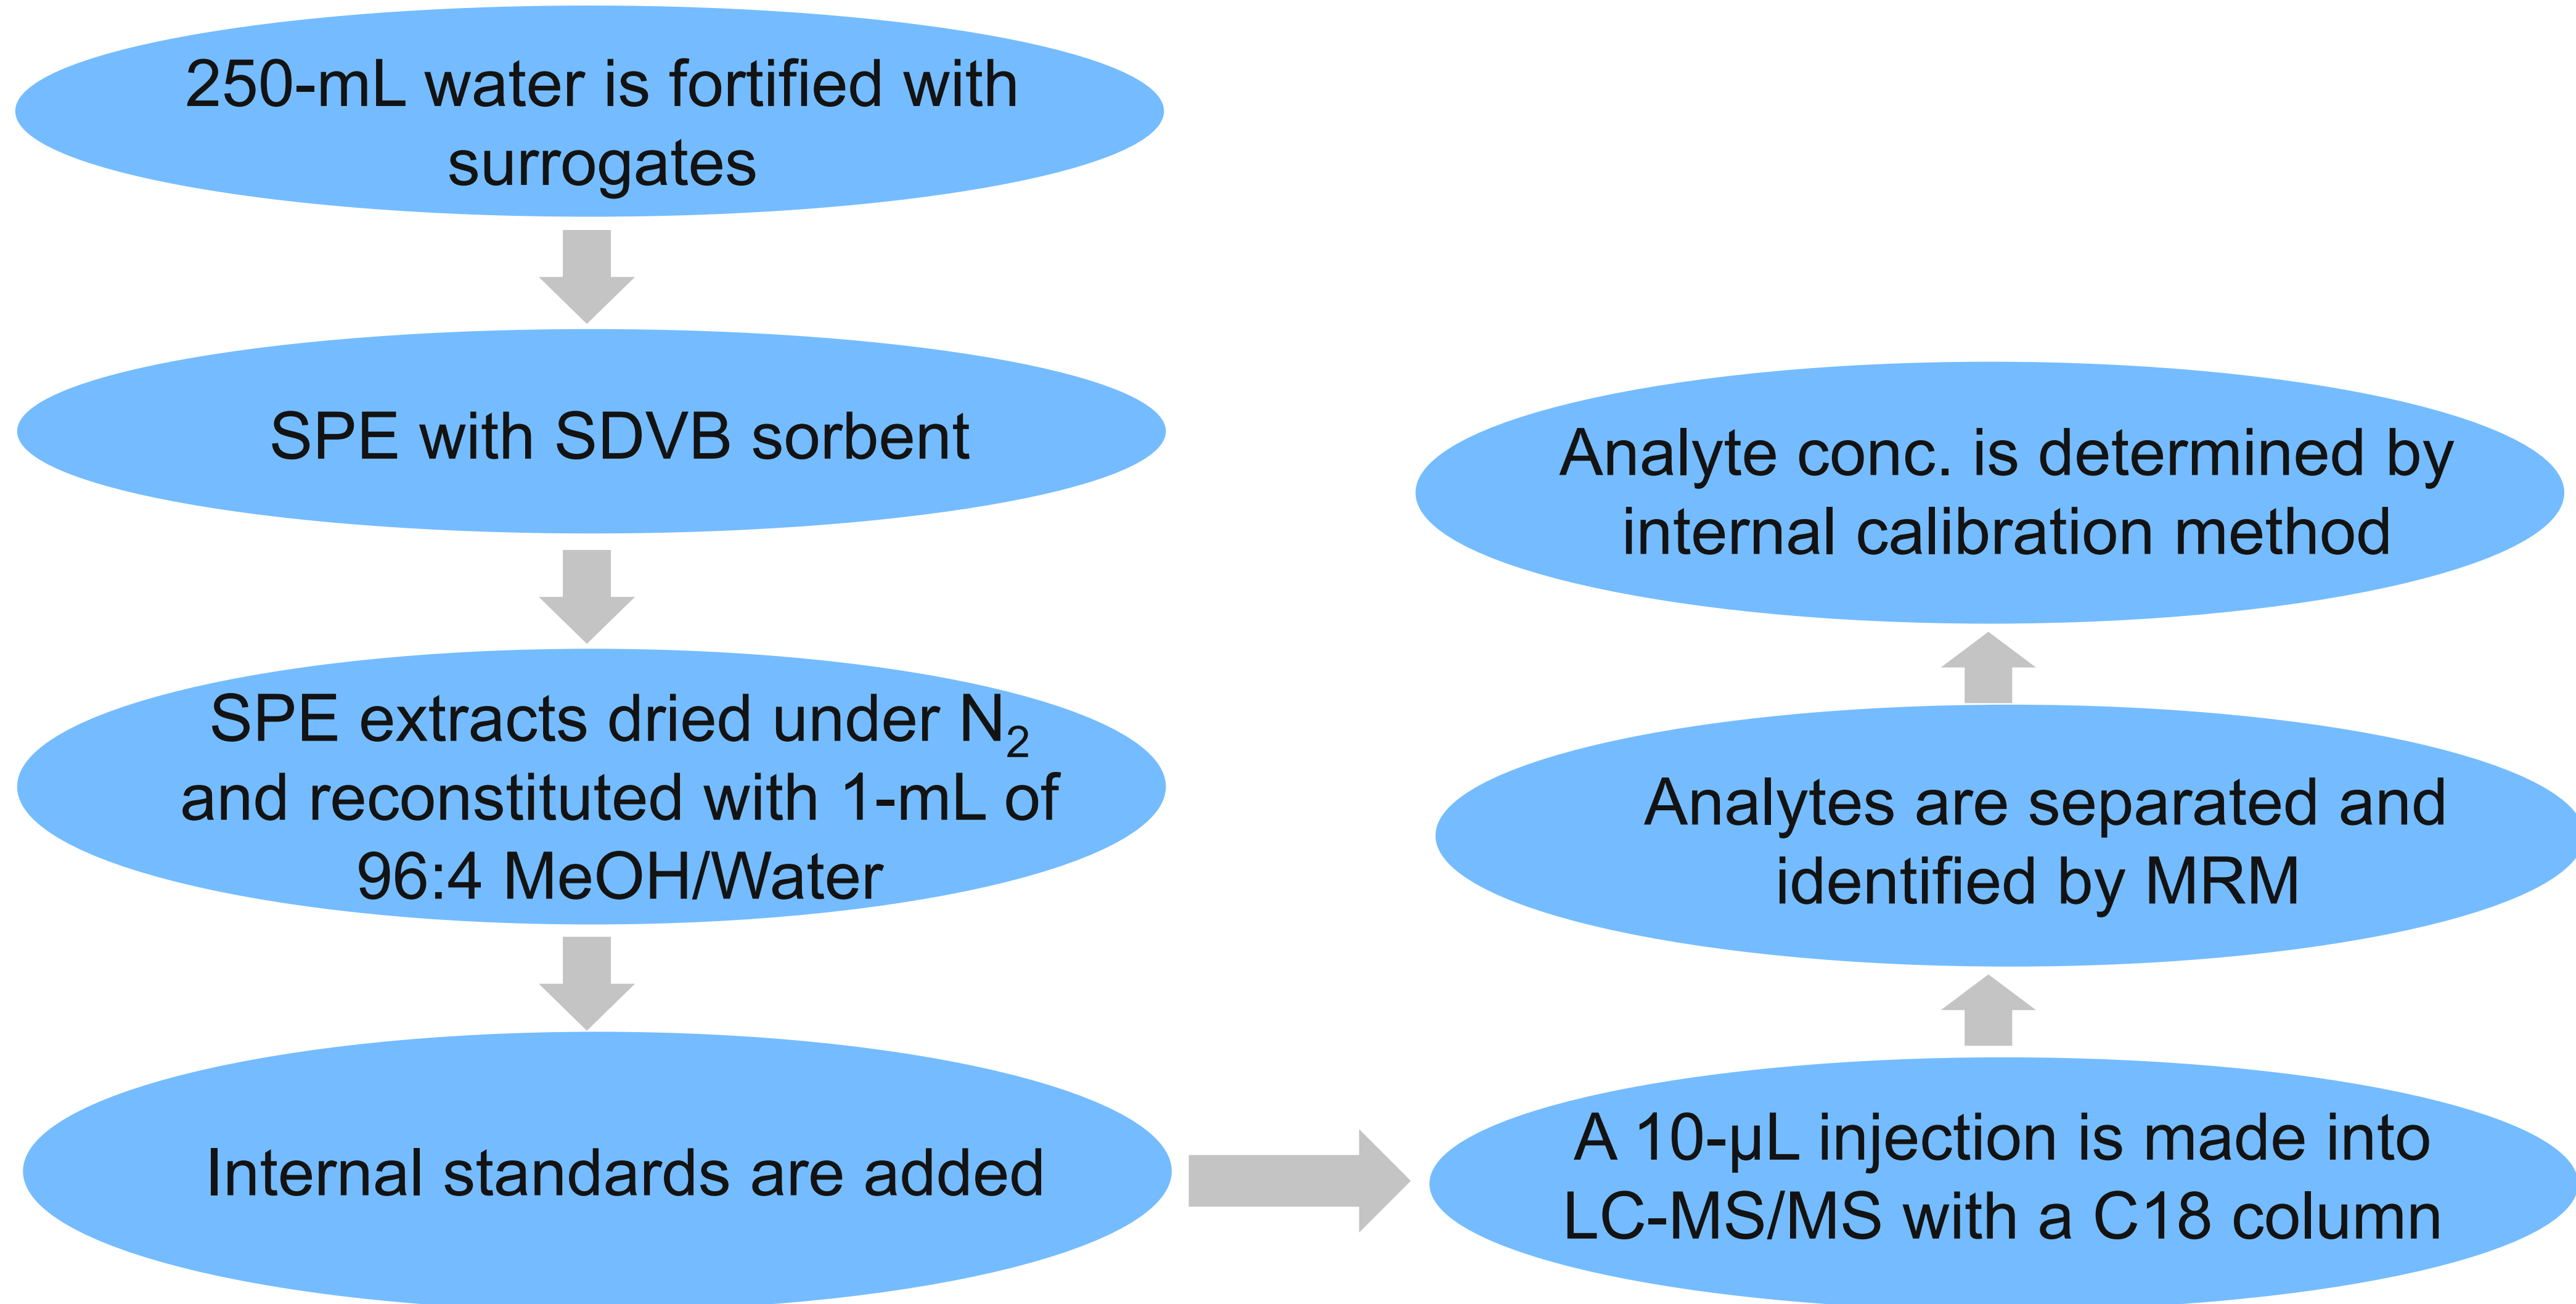 250-mL water is fortified with
surrogates
SPE with SDVB sorbent
SPE extracts dried under N₂
and reconstituted with 1-mL of
96:4 MeOH/Water
Internal standards are added
A 10-µL injection is made into
LC-MS/MS with a C18 column
Analytes are separated and
identified by MRM
Analyte conc. is determined by
internal calibration method